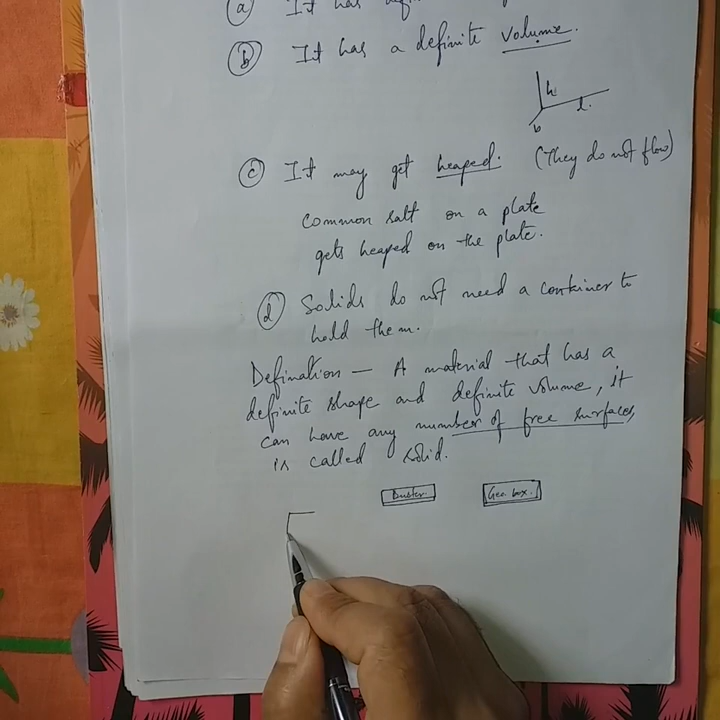 (a) It has
(b) It has a definite volume.
h
l.
b
(c) It may get heaped. (They do not flow)
common salt on a plate
gets heaped on the plate.
(d) Solids do not need a container to
hold them.
Defination — A material that has a
definite shape and definite volume, it
can have any number of free surfaces,
is called solid.
Duster. Geo. box.